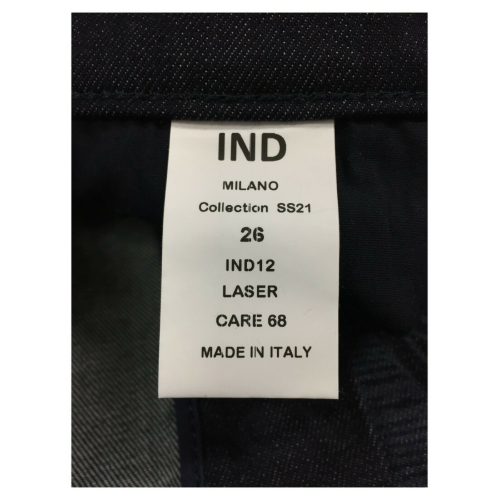 IND
MILANO
Collection SS21
26
IND12
LASER
CARE 68
MADE IN ITALY